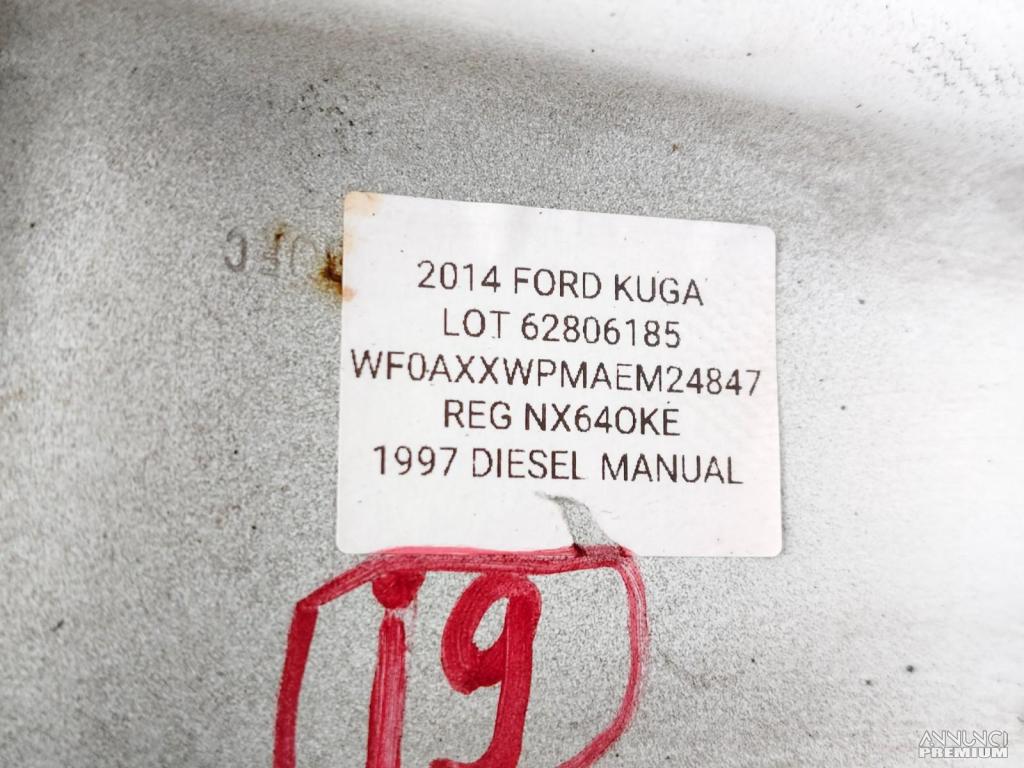 2014 FORD KUGA
LOT 62806185
WF0AXXWPMAEM24847
REG NX64OKE
1997 DIESEL MANUAL
19
ANNUNCI
PREMIUM